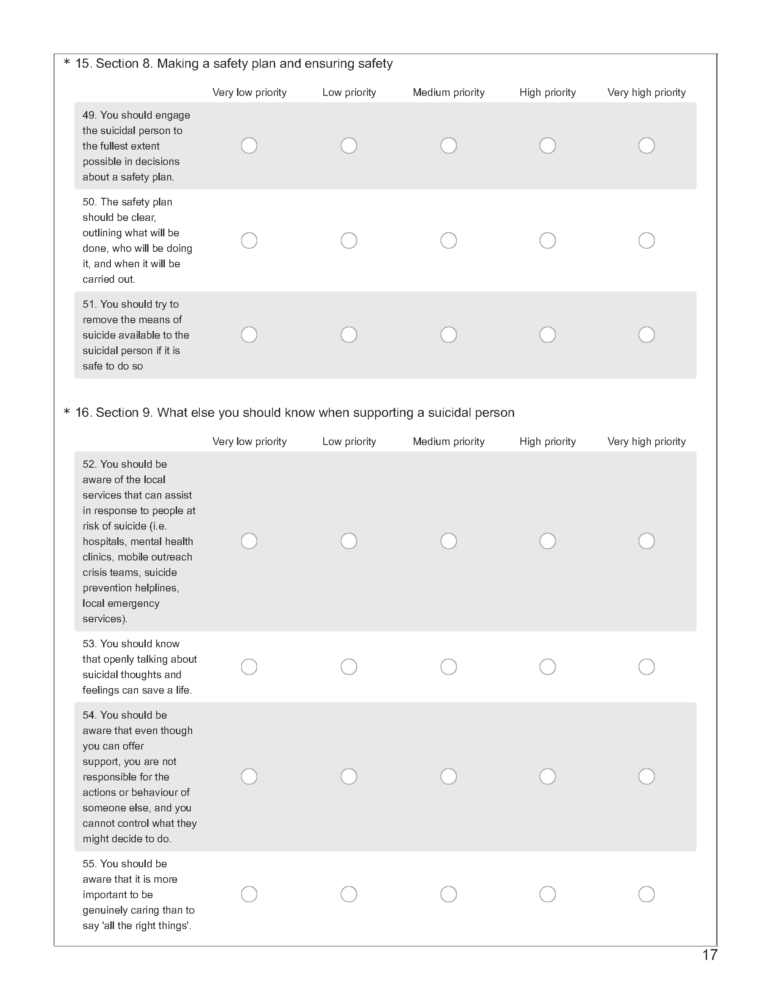 * 15. Section 8. Making a safety plan and ensuring safety
Very low priority Low priority Medium priority High priority Very high priority
49. You should engage
the suicidal person to
the fullest extent
possible in decisions
about a safety plan.
50. The safety plan
should be clear,
outlining what will be
done, who will be doing
it, and when it will be
carried out.
51. You should try to
remove the means of
suicide available to the
suicidal person if it is
safe to do so
* 16. Section 9. What else you should know when supporting a suicidal person
Very low priority Low priority Medium priority High priority Very high priority
52. You should be
aware of the local
services that can assist
in response to people at
risk of suicide (i.e.
hospitals, mental health
clinics, mobile outreach
crisis teams, suicide
prevention helplines,
local emergency
services).
53. You should know
that openly talking about
suicidal thoughts and
feelings can save a life.
54. You should be
aware that even though
you can offer
support, you are not
responsible for the
actions or behaviour of
someone else, and you
cannot control what they
might decide to do.
55. You should be
aware that it is more
important to be
genuinely caring than to
say 'all the right things'.
17